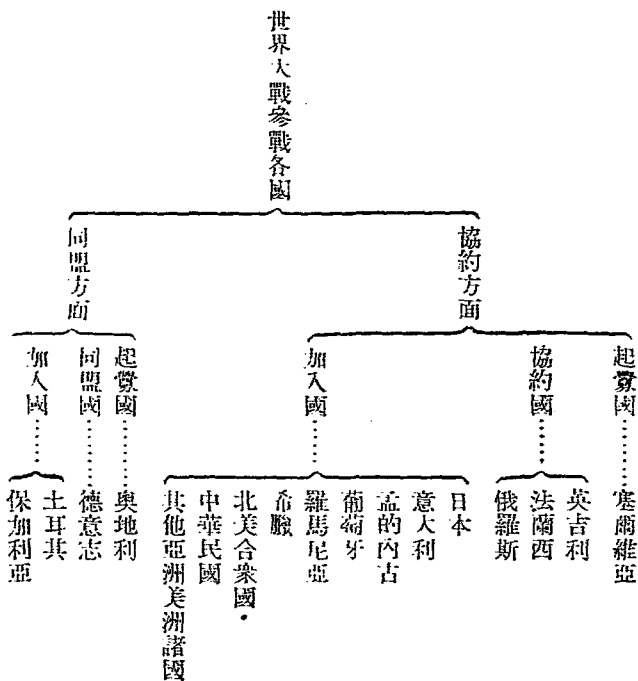 世界大戰參戰各國
協約方面
起釁國………塞爾維亞
協約國………
英吉利
法蘭西
俄羅斯
加入國………
日本
意大利
孟的內古
葡萄牙
羅馬尼亞
希臘
北美合衆國・
中華民國
其他亞洲美洲諸國
同盟方面
起釁國………奧地利
同盟國………德意志
加入國………
土耳其
保加利亞